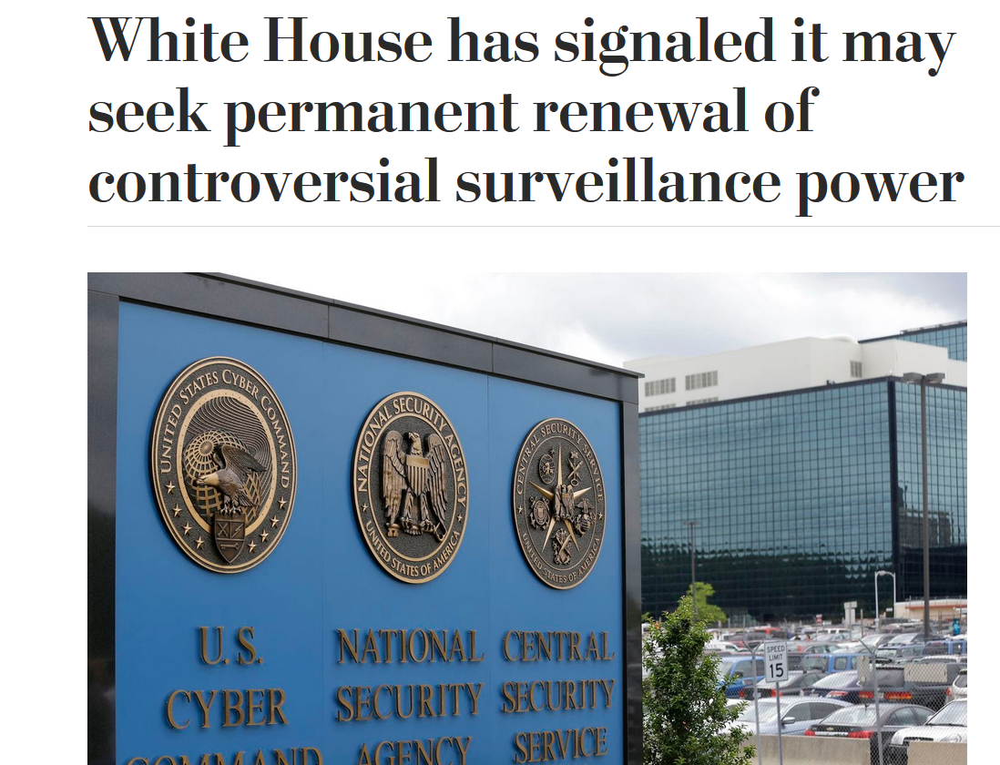 White House has signaled it may
seek permanent renewal of
controversial surveillance power
UNITED STATES CYBER COMMAND
NATIONAL SECURITY AGENCY
UNITED STATES OF AMERICA
CENTRAL SECURITY SERVICE
UNITED STATES OF AMERICA
U.S.
CYBER
COMMAND
NATIONAL
SECURITY
AGENCY
CENTRAL
SECURITY
SERVICE
SPEED
LIMIT
15